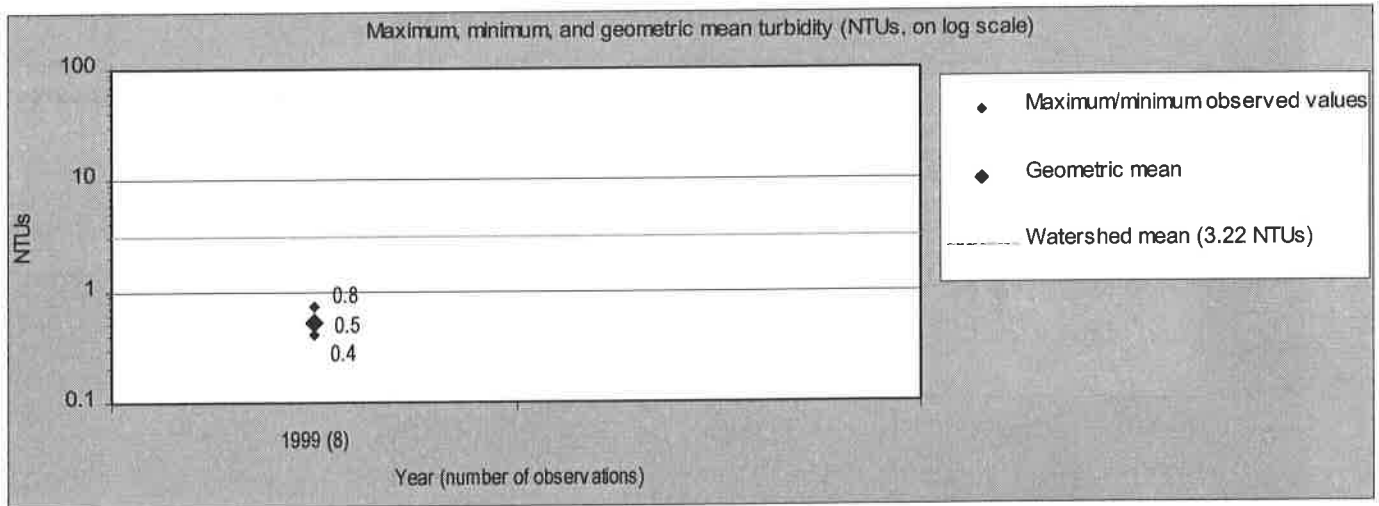 Maximum, minimum, and geometric mean turbidity (NTUs, on log scale)
100
10
1
0.1
NTUs
0.8
0.5
0.4
1999 (8)
Year (number of observations)
Maximum/minimum observed values
Geometric mean
Watershed mean (3.22 NTUs)